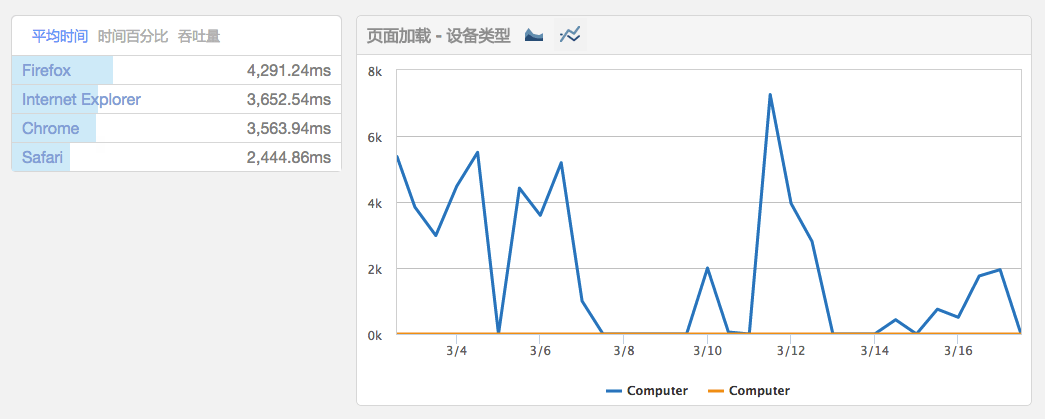 平均时间 时间百分比 吞吐量
Firefox 4,291.24ms
Internet Explorer 3,652.54ms
Chrome 3,563.94ms
Safari 2,444.86ms
页面加载 - 设备类型
8k
6k
4k
2k
0k
3/4 3/6 3/8 3/10 3/12 3/14 3/16
Computer Computer